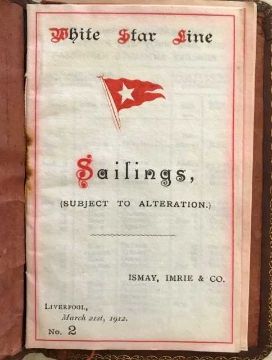 White Star Line
Sailings,
(SUBJECT TO ALTERATION.)
ISMAY, IMRIE & CO.
LIVERPOOL,
March 21st, 1912.
No. 2